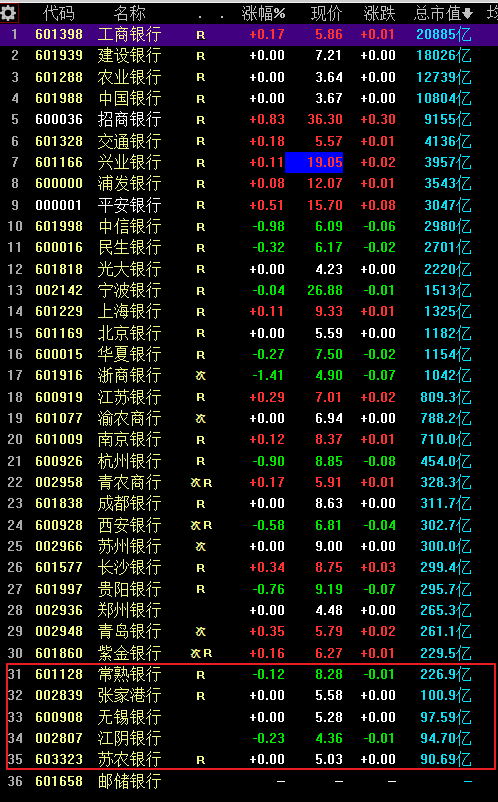 代码 名称 . . 涨幅% 现价 涨跌 总市值 均
1 601398 工商银行 R +0.17 5.86 +0.01 20885亿
2 601939 建设银行 R +0.00 7.21 +0.00 18026亿
3 601288 农业银行 R +0.00 3.64 +0.00 12739亿
4 601988 中国银行 R +0.00 3.67 +0.00 10804亿
5 600036 招商银行 R +0.83 36.30 +0.30 9155亿
6 601328 交通银行 R +0.18 5.57 +0.01 4136亿
7 601166 兴业银行 R +0.11 19.05 +0.02 3957亿
8 600000 浦发银行 R +0.08 12.07 +0.01 3543亿
9 000001 平安银行 R +0.51 15.70 +0.08 3047亿
10 601998 中信银行 R -0.98 6.09 -0.06 2980亿
11 600016 民生银行 R -0.32 6.17 -0.02 2701亿
12 601818 光大银行 R +0.00 4.23 +0.00 2220亿
13 002142 宁波银行 R -0.04 26.88 -0.01 1513亿
14 601229 上海银行 R +0.11 9.33 +0.01 1325亿
15 601169 北京银行 R +0.00 5.59 +0.00 1182亿
16 600015 华夏银行 R -0.27 7.50 -0.02 1154亿
17 601916 浙商银行 次 -1.41 4.90 -0.07 1042亿
18 600919 江苏银行 R +0.29 7.01 +0.02 809.3亿
19 601077 渝农商行 次 +0.00 6.94 +0.00 788.2亿
20 601009 南京银行 R +0.12 8.37 +0.01 710.0亿
21 600926 杭州银行 R -0.90 8.85 -0.08 454.0亿
22 002958 青农商行 次R +0.17 5.91 +0.01 328.3亿
23 601838 成都银行 R +0.00 8.63 +0.00 311.7亿
24 600928 西安银行 次R -0.58 6.81 -0.04 302.7亿
25 002966 苏州银行 次 +0.00 9.00 +0.00 300.0亿
26 601577 长沙银行 R +0.34 8.75 +0.03 299.4亿
27 601997 贵阳银行 R -0.76 9.19 -0.07 295.7亿
28 002936 郑州银行 +0.00 4.48 +0.00 265.3亿
29 002948 青岛银行 次 +0.35 5.79 +0.02 261.1亿
30 601860 紫金银行 次R +0.16 6.27 +0.01 229.5亿
31 601128 常熟银行 R -0.12 8.28 -0.01 226.9亿
32 002839 张家港行 R +0.00 5.58 +0.00 100.9亿
33 600908 无锡银行 +0.00 5.28 +0.00 97.59亿
34 002807 江阴银行 -0.23 4.36 -0.01 94.70亿
35 603323 苏农银行 R +0.00 5.03 +0.00 90.69亿
36 601658 邮储银行 — — —